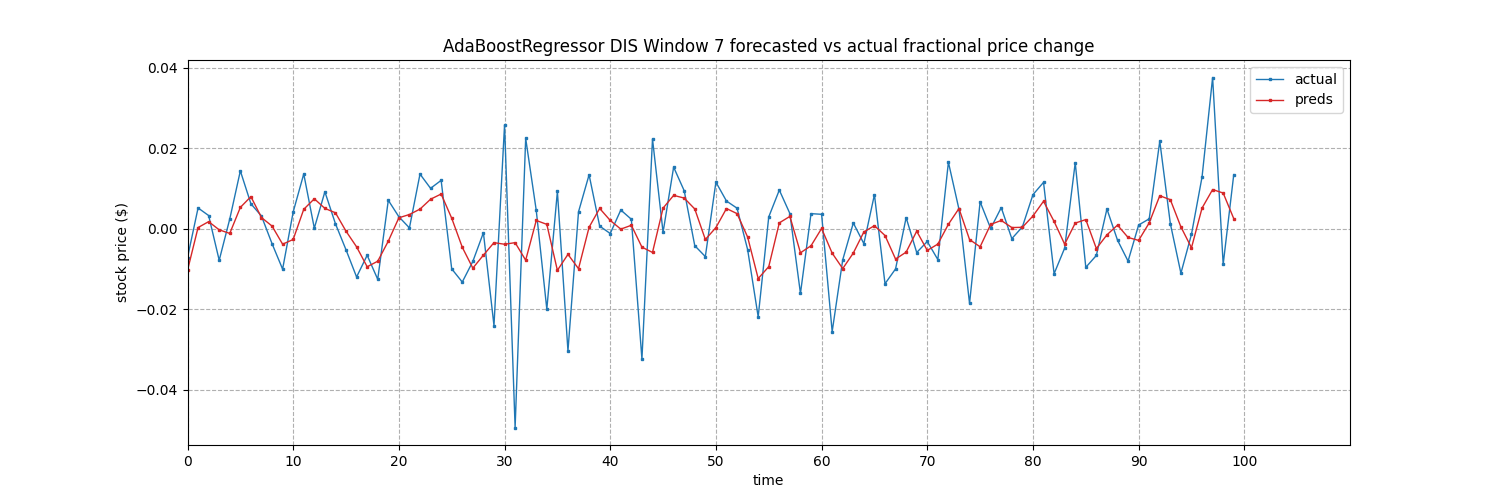 AdaBoostRegressor DIS Window 7 forecasted vs actual fractional price change
actual
preds
stock price ($)
0.04
0.02
0.00
−0.02
−0.04
0 10 20 30 40 50 60 70 80 90 100
time